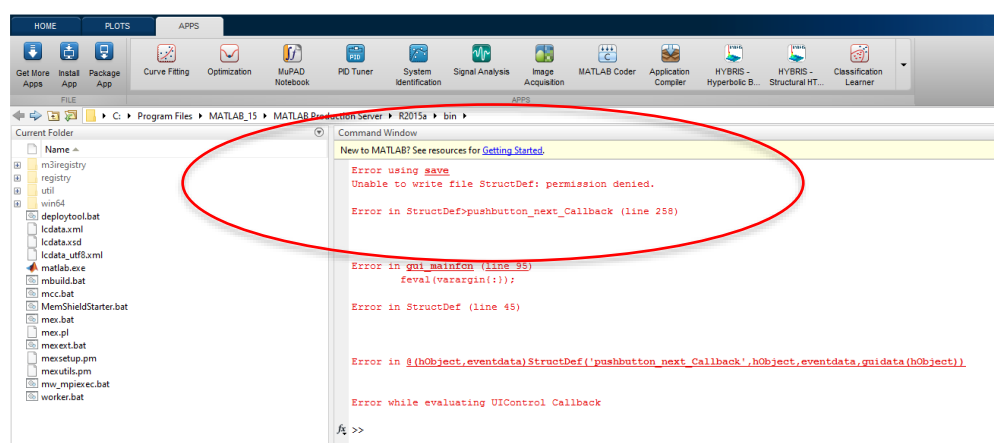 HOME PLOTS APPS
Get More Apps
Install App
Package App
Curve Fitting
Optimization
MuPAD Notebook
PID Tuner
System Identification
Signal Analysis
Image Acquisition
MATLAB Coder
Application Compiler
HYBRIS - Hyperbolic B...
HYBRIS - Structural HT...
Classification Learner
FILE APPS
C: Program Files MATLAB_15 MATLAB Production Server R2015a bin
Current Folder
Name
m3iregistry
registry
util
win64
deploytool.bat
lcdata.xml
lcdata.xsd
lcdata_utf8.xml
matlab.exe
mbuild.bat
mcc.bat
MemShieldStarter.bat
mex.bat
mex.pl
mexext.bat
mexsetup.pm
mexutils.pm
mw_mpiexec.bat
worker.bat
Command Window
New to MATLAB? See resources for Getting Started.
Error using save
Unable to write file StructDef: permission denied.
Error in StructDef>pushbutton_next_Callback (line 258)
Error in gui_mainfcn (line 95)
feval(varargin{:});
Error in StructDef (line 45)
Error in @(hObject,eventdata)StructDef('pushbutton_next_Callback',hObject,eventdata,guidata(hObject))
Error while evaluating UIControl Callback
fx >>